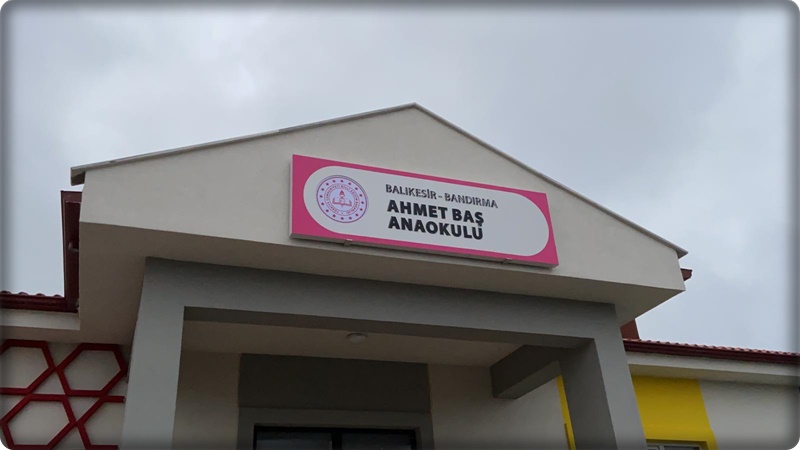 BALIKESİR - BANDIRMA
AHMET BAŞ
ANAOKULU